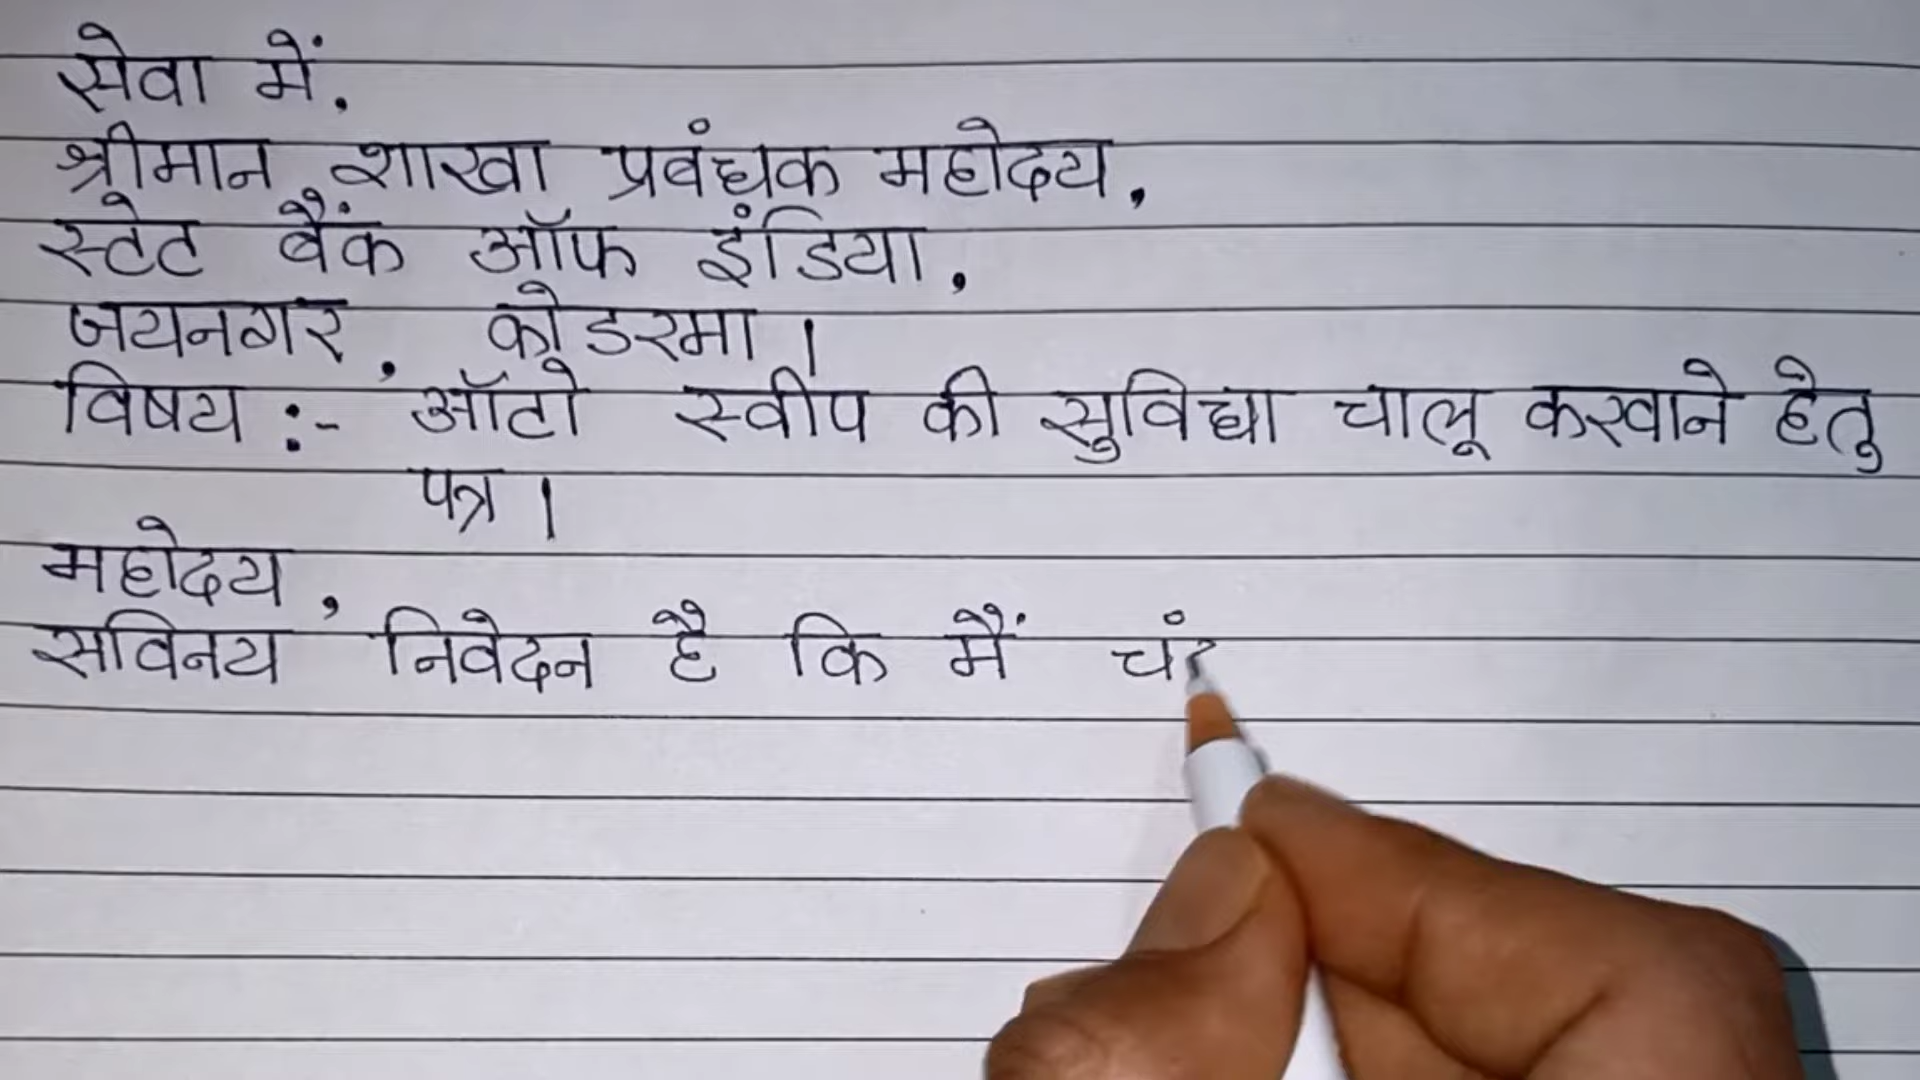 सेवा में,
श्रीमान शाखा प्रबंधक महोदय,
स्टेट बैंक ऑफ इंडिया,
जयनगर, कोडरमा।
विषय :- ऑटो स्वीप की सुविधा चालू करवाने हेतु
पत्र।
महोदय,
सविनय निवेदन है कि मैं